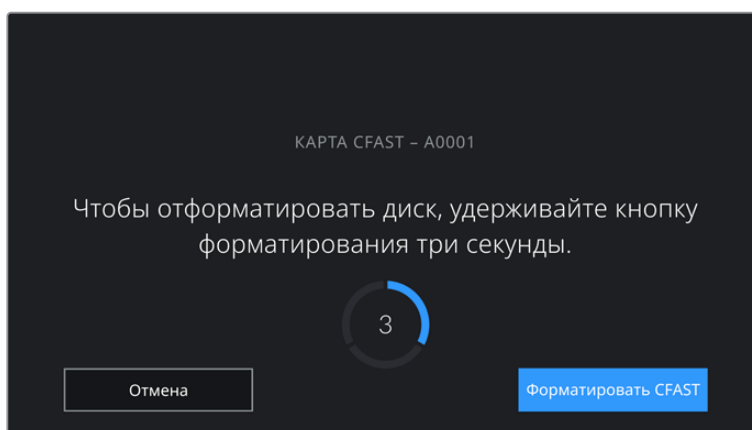 КАРТА CFAST – A0001
Чтобы отформатировать диск, удерживайте кнопку
форматирования три секунды.
3
Отмена
Форматировать CFAST